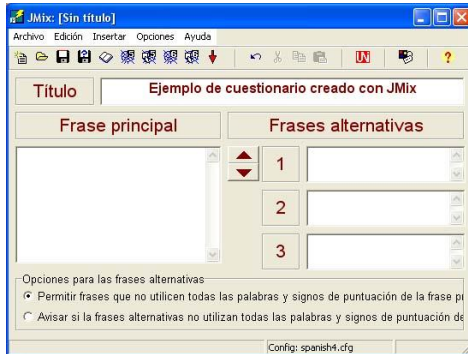 JMix: [Sin título]
Archivo Edición Insertar Opciones Ayuda
Título
Ejemplo de cuestionario creado con JMix
Frase principal
Frases alternativas
1
2
3
Opciones para las frases alternativas
Permitir frases que no utilicen todas las palabras y signos de puntuación de la frase
Avisar si la frases alternativas no utilizan todas las palabras y signos de puntuación de
Config: spanish4.cfg